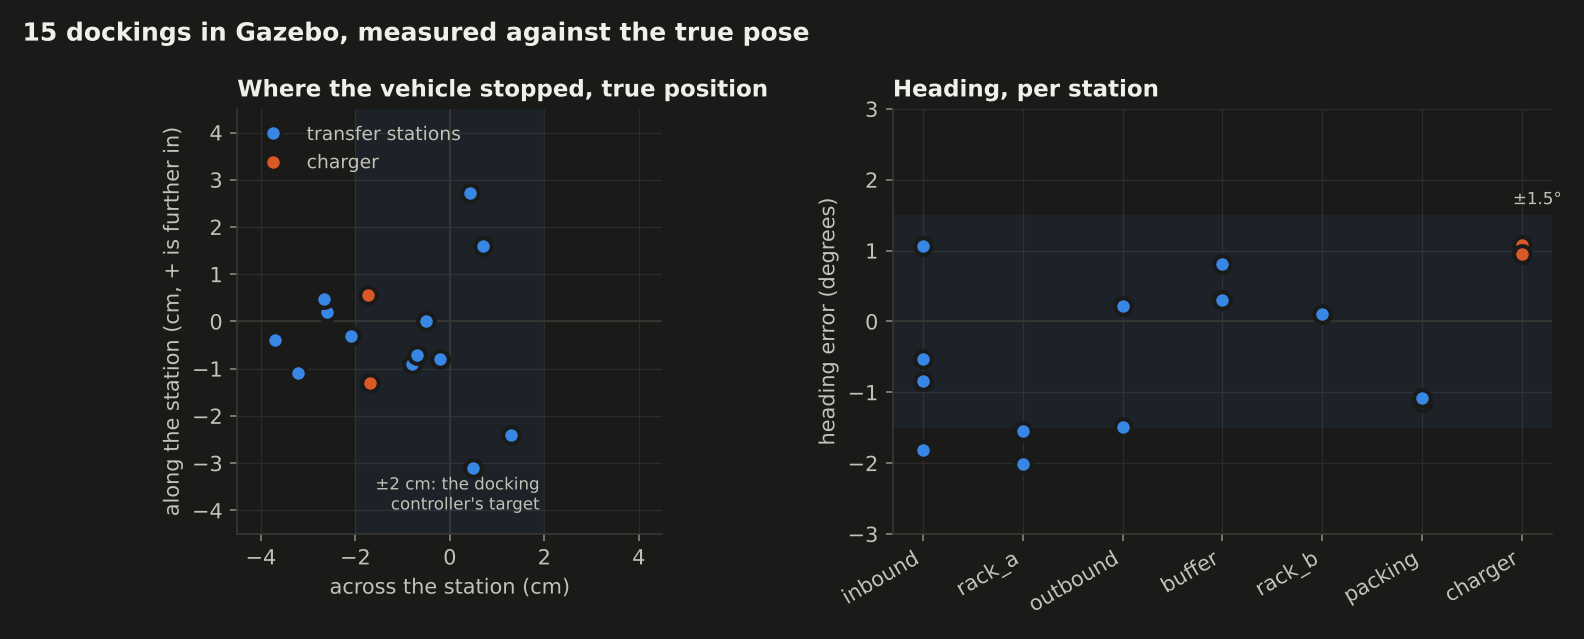 15 dockings in Gazebo, measured against the true pose
Where the vehicle stopped, true position
along the station (cm, + is further in)
4
3
2
1
0
−1
−2
−3
−4
transfer stations
charger
±2 cm: the docking
controller's target
−4
−2
0
2
4
across the station (cm)
Heading, per station
heading error (degrees)
3
2
1
0
−1
−2
−3
±1.5°
inbound
rack_a
outbound
buffer
rack_b
packing
charger